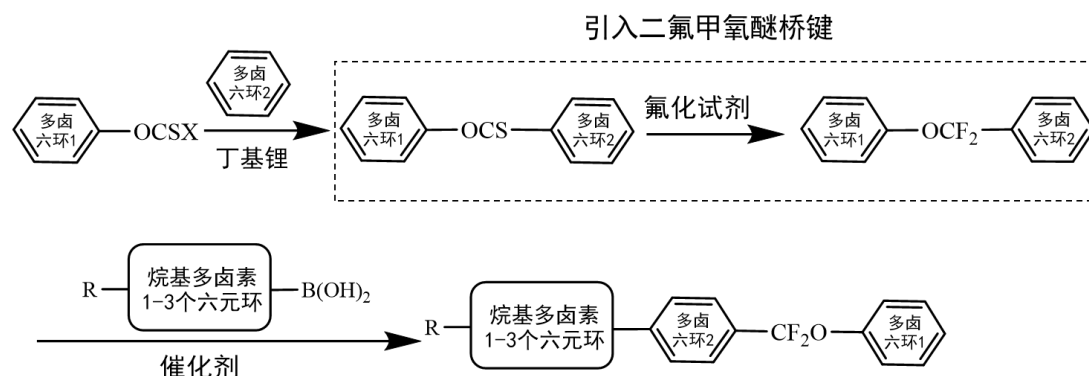 引入二氟甲氧醚桥键
多卤
六环1
OCSX
多卤
六环2
丁基锂
多卤
六环1
OCS
多卤
六环2
氟化试剂
多卤
六环1
OCF2
多卤
六环2
R
烷基多卤素
1-3个六元环
B(OH)2
催化剂
R
烷基多卤素
1-3个六元环
多卤
六环2
CF2O
多卤
六环1